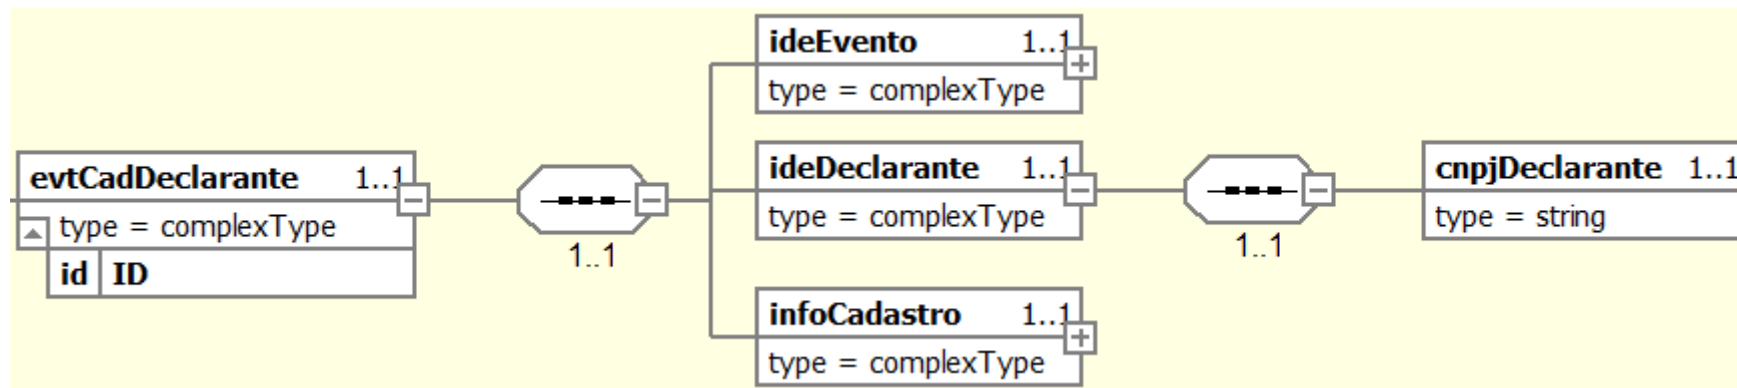 evtCadDeclarante 1..1
type = complexType
id ID
1..1
ideEvento 1..1
type = complexType
ideDeclarante 1..1
type = complexType
infoCadastro 1..1
type = complexType
1..1
cnpjDeclarante 1..1
type = string